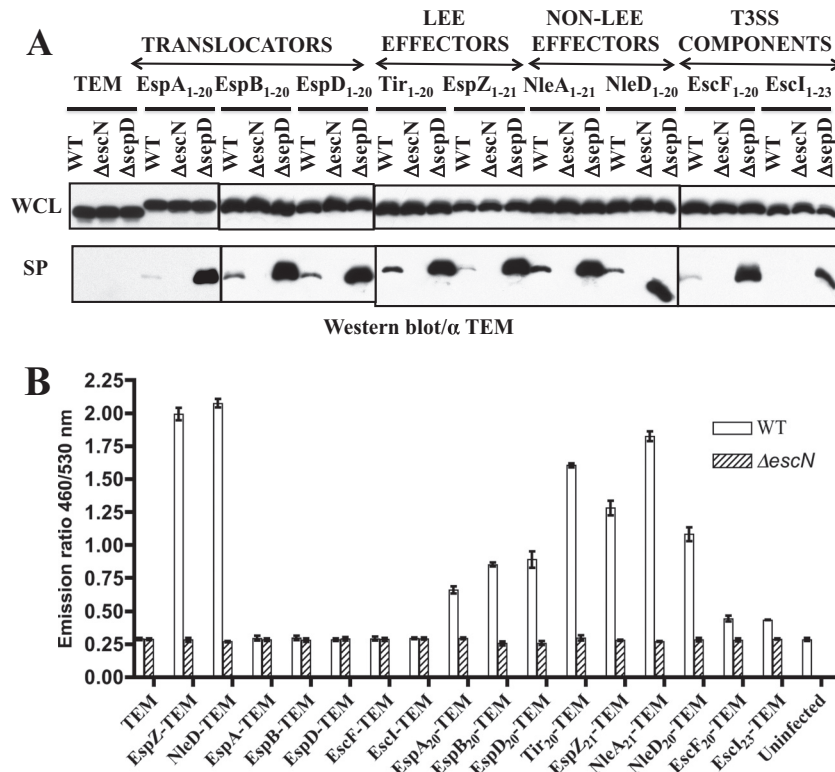 A
TRANSLOCATORS
LEE EFFECTORS
NON-LEE EFFECTORS
T3SS COMPONENTS
TEM EspA1-20 EspB1-20 EspD1-20 Tir1-20 EspZ1-21 NleA1-21 NleD1-20 EscF1-20 EscI1-23
WT ΔescN ΔsepD WT ΔescN ΔsepD WT ΔescN ΔsepD WT ΔescN ΔsepD WT ΔescN ΔsepD WT ΔescN ΔsepD WT ΔescN ΔsepD WT ΔescN ΔsepD WT ΔescN ΔsepD WT ΔescN ΔsepD
WCL
SP
Western blot/α TEM
B
Emission ratio 460/530 nm
2.25
2.00
1.75
1.50
1.25
1.00
0.75
0.50
0.25
0.00
WT
ΔescN
TEM
EspZ-TEM
NleD-TEM
EspA-TEM
EspB-TEM
EspD-TEM
EscF-TEM
EscI-TEM
EspA20-TEM
EspB20-TEM
EspD20-TEM
Tir20-TEM
EspZ21-TEM
NleA21-TEM
NleD20-TEM
EscF20-TEM
EscI23-TEM
Uninfected